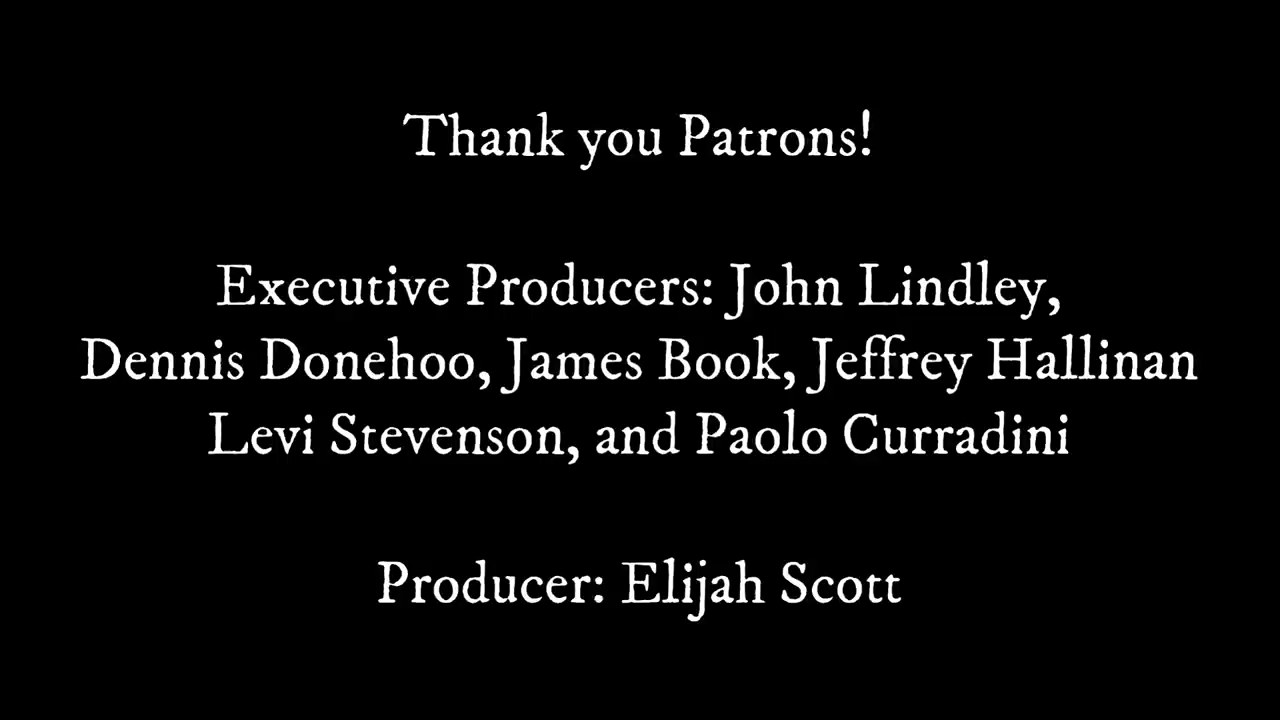 Thank you Patrons!
Executive Producers: John Lindley,
Dennis Donehoo, James Book, Jeffrey Hallinan
Levi Stevenson, and Paolo Curradini
Producer: Elijah Scott